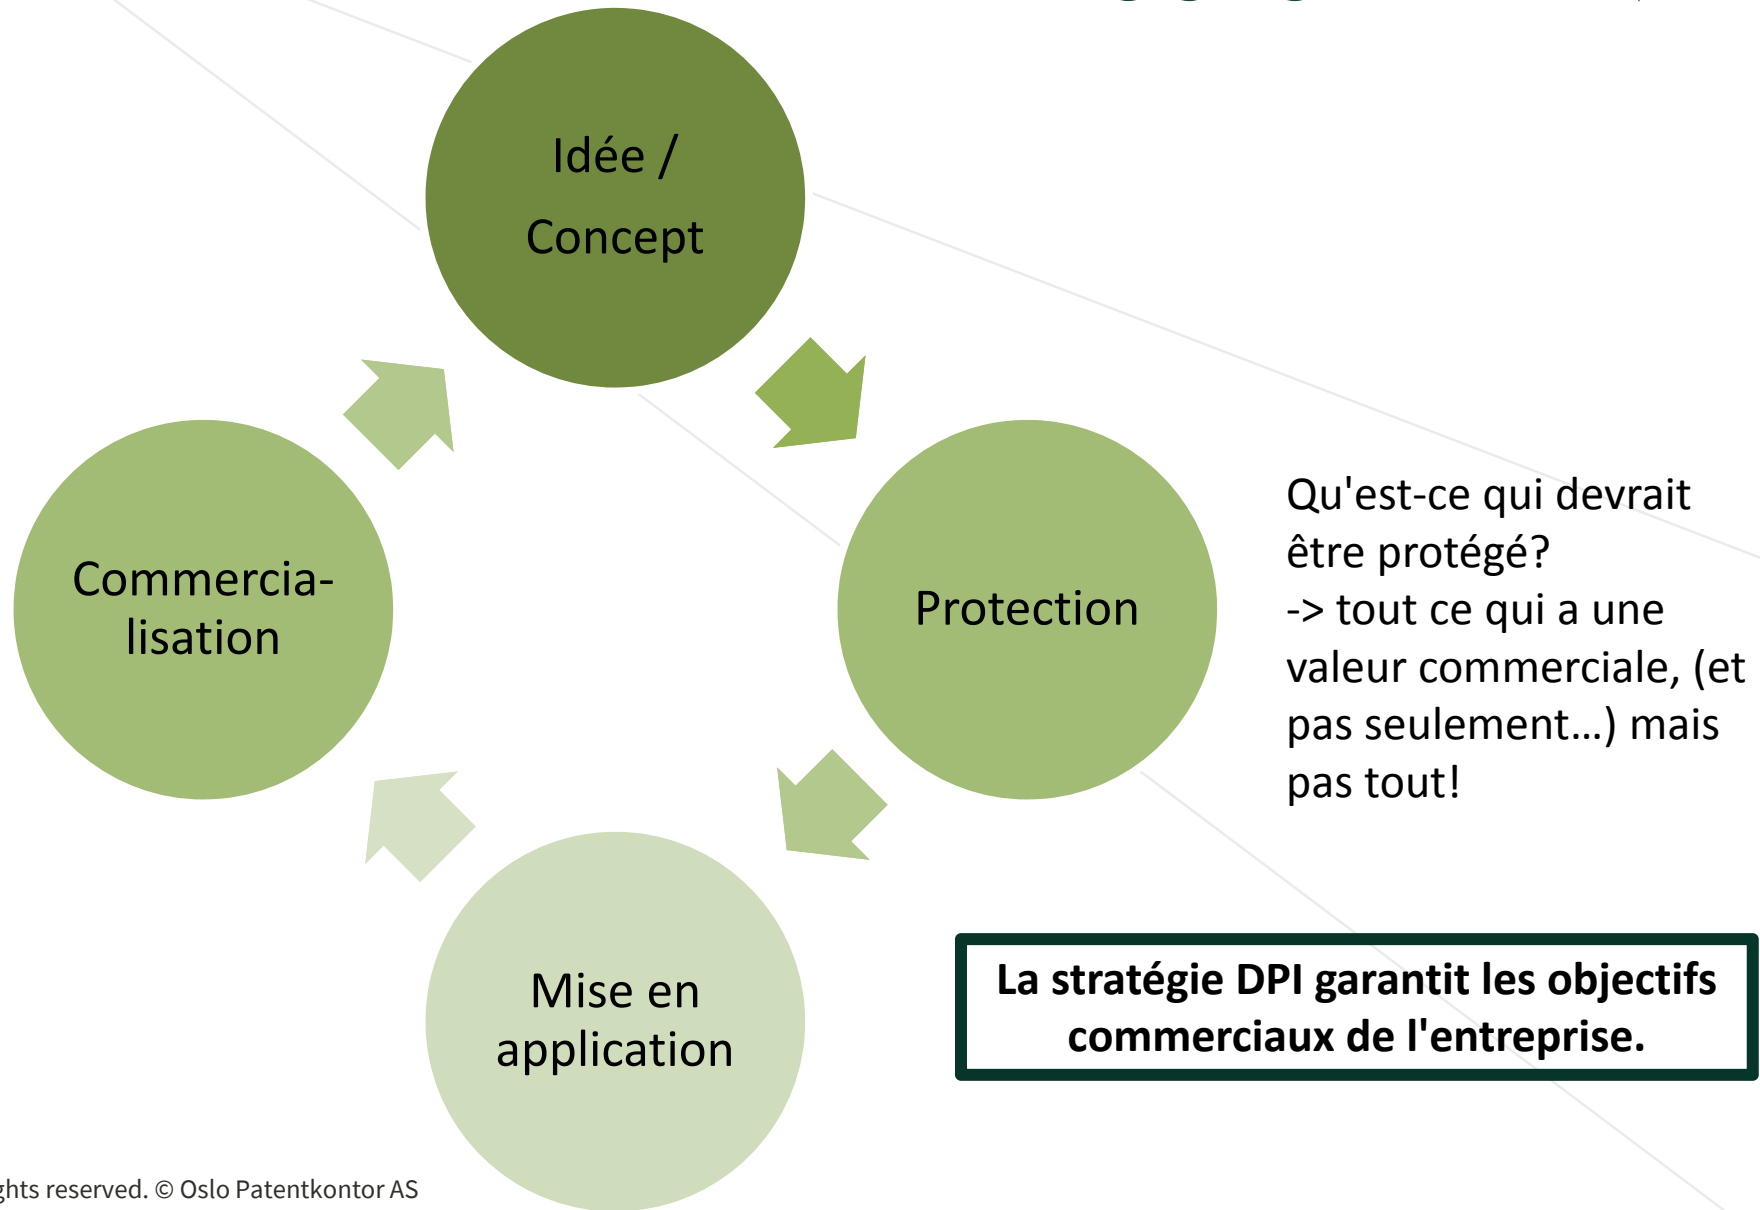 Idée /
Concept
Commercia-
lisation
Protection
Qu'est-ce qui devrait
être protégé?
-> tout ce qui a une
valeur commerciale, (et
pas seulement…) mais
pas tout!
Mise en
application
La stratégie DPI garantit les objectifs
commerciaux de l'entreprise.
reserved. © Oslo Patentkontor AS